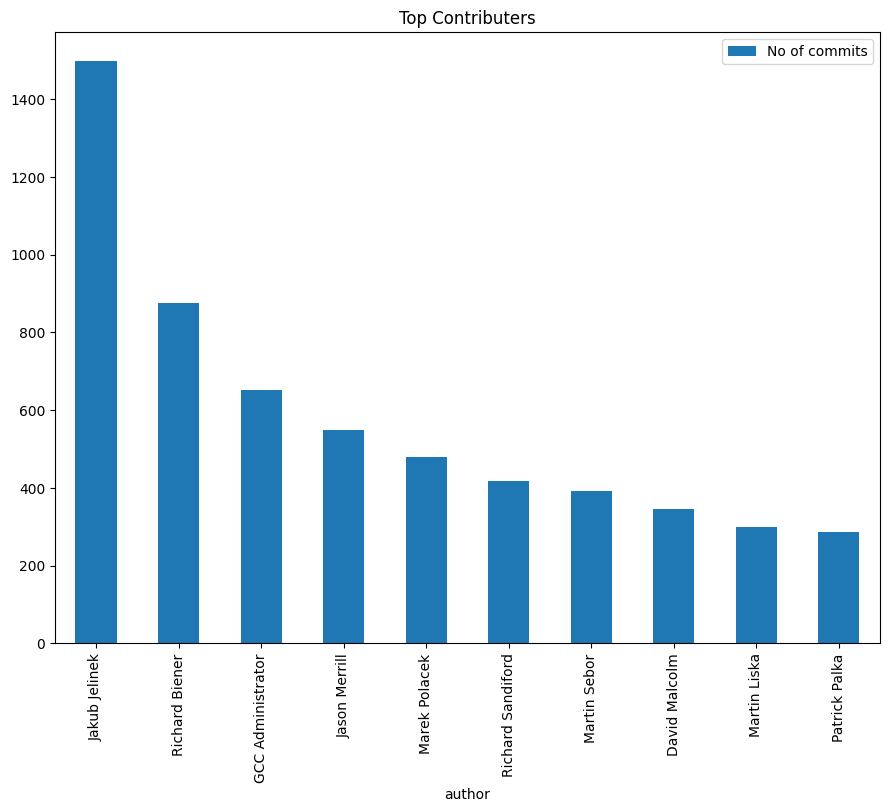 Top Contributers
No of commits
1400
1200
1000
800
600
400
200
0
Jakub Jelinek
Richard Biener
GCC Administrator
Jason Merrill
Marek Polacek
Richard Sandiford
Martin Sebor
David Malcolm
Martin Liska
Patrick Palka
author